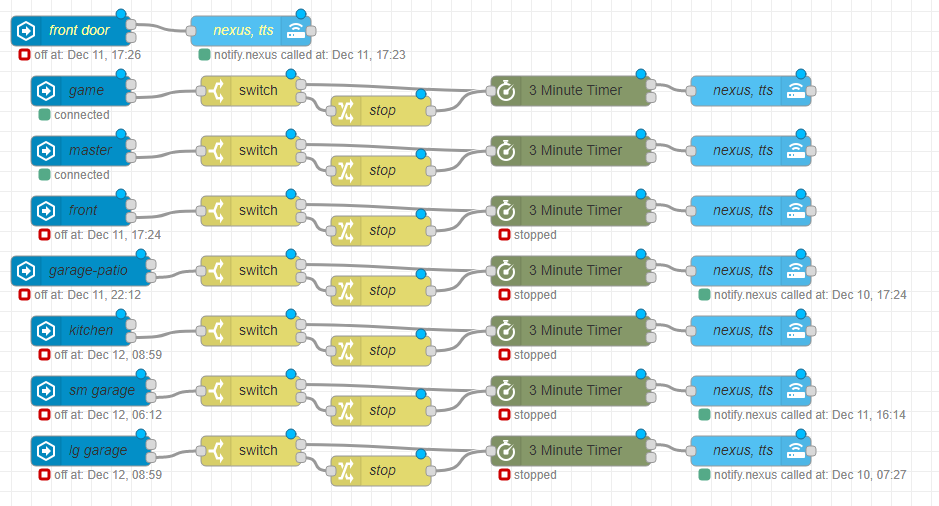 front door nexus, tts
off at: Dec 11, 17:26 notify.nexus called at: Dec 11, 17:23
game switch 3 Minute Timer nexus, tts
stop
connected
master switch 3 Minute Timer nexus, tts
stop
connected
front switch 3 Minute Timer nexus, tts
stop
off at: Dec 11, 17:24 stopped
garage-patio switch 3 Minute Timer nexus, tts
stop
off at: Dec 11, 22:12 stopped notify.nexus called at: Dec 10, 17:24
kitchen switch 3 Minute Timer nexus, tts
stop
off at: Dec 12, 08:59 stopped
sm garage switch 3 Minute Timer nexus, tts
stop
off at: Dec 12, 06:12 stopped notify.nexus called at: Dec 11, 16:14
lg garage switch 3 Minute Timer nexus, tts
stop
off at: Dec 12, 08:59 stopped notify.nexus called at: Dec 10, 07:27